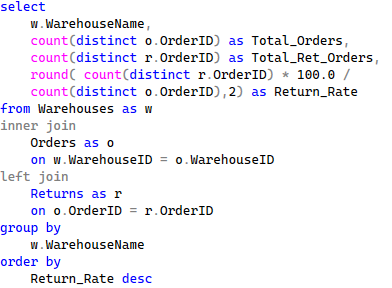 select
    w.WarehouseName,
    count(distinct o.OrderID) as Total_Orders,
    count(distinct r.OrderID) as Total_Ret_Orders,
    round( count(distinct r.OrderID) * 100.0 /
    count(distinct o.OrderID),2) as Return_Rate
from Warehouses as w
inner join
    Orders as o
    on w.WarehouseID = o.WarehouseID
left join
    Returns as r
    on o.OrderID = r.OrderID
group by
    w.WarehouseName
order by
    Return_Rate desc